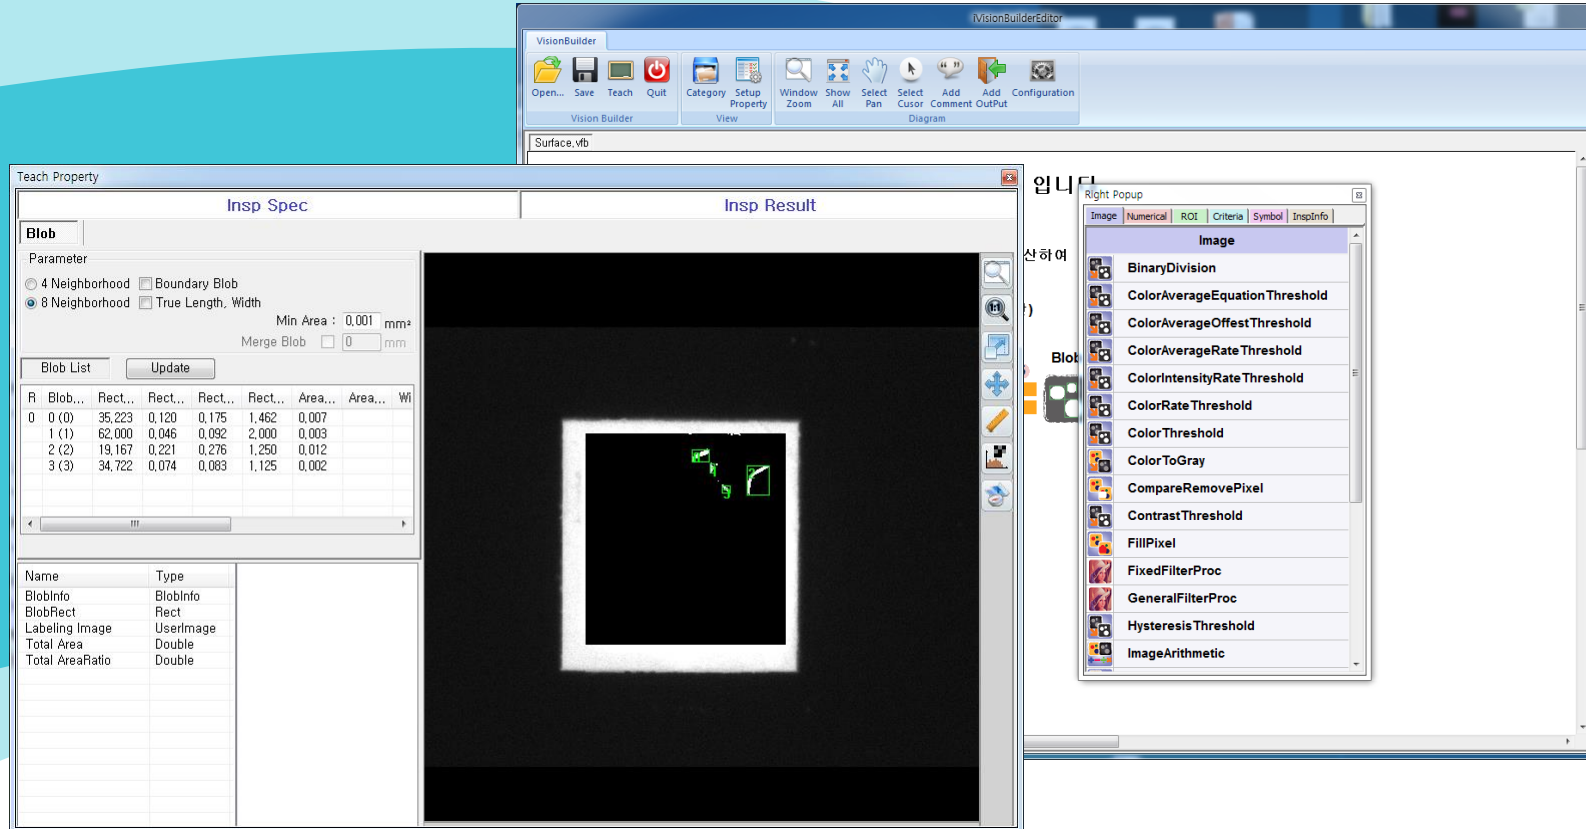 iVisionBuilderEditor
VisionBuilder
Open... Save Teach Quit Category Setup Property Window Zoom Show All Select Pan Select Cusor Add Comment Add OutPut Configuration
Vision Builder View Diagram
Surface,vfb
입니다
산하여
Blob
Teach Property
Insp Spec Insp Result
Blob
Parameter
4 Neighborhood Boundary Blob
8 Neighborhood True Length, Width
Min Area : 0,001 mm²
Merge Blob 0 mm
Blob List Update
R Blob... Rect... Rect... Rect... Rect... Area... Area... Wi
0 0 (0) 35,223 0,120 0,175 1,462 0,007
1 (1) 62,000 0,046 0,092 2,000 0,003
2 (2) 19,167 0,221 0,276 1,250 0,012
3 (3) 34,722 0,074 0,083 1,125 0,002
Name Type
BlobInfo BlobInfo
BlobRect Rect
Labeling Image UserImage
Total Area Double
Total AreaRatio Double
1:1
Right Popup
Image Numerical ROI Criteria Symbol InspInfo
Image
BinaryDivision
ColorAverageEquationThreshold
ColorAverageOffestThreshold
ColorAverageRateThreshold
ColorIntensityRateThreshold
ColorRateThreshold
ColorThreshold
ColorToGray
CompareRemovePixel
ContrastThreshold
FillPixel
FixedFilterProc
GeneralFilterProc
HysteresisThreshold
ImageArithmetic